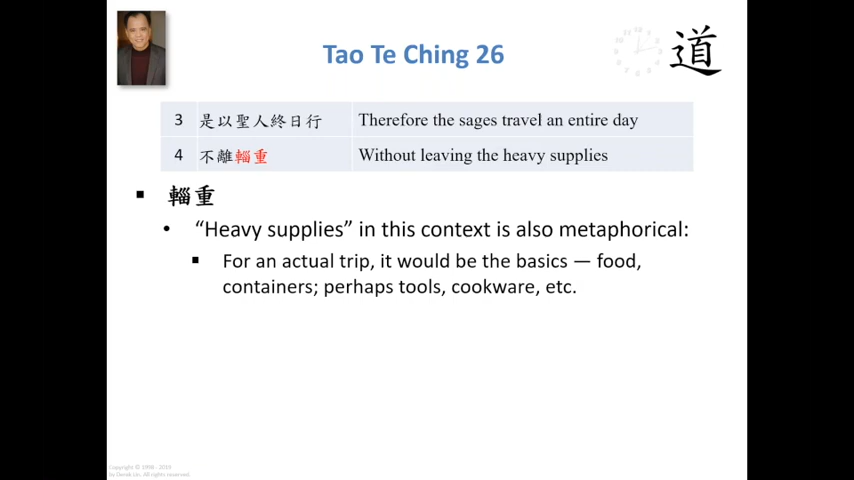 Tao Te Ching 26
道
3 是以聖人終日行 Therefore the sages travel an entire day
4 不離輜重 Without leaving the heavy supplies
▪ 輜重
• “Heavy supplies” in this context is also metaphorical:
▪ For an actual trip, it would be the basics — food,
containers; perhaps tools, cookware, etc.
Copyright © 1998 - 2019
by Derek Lin. All rights reserved.